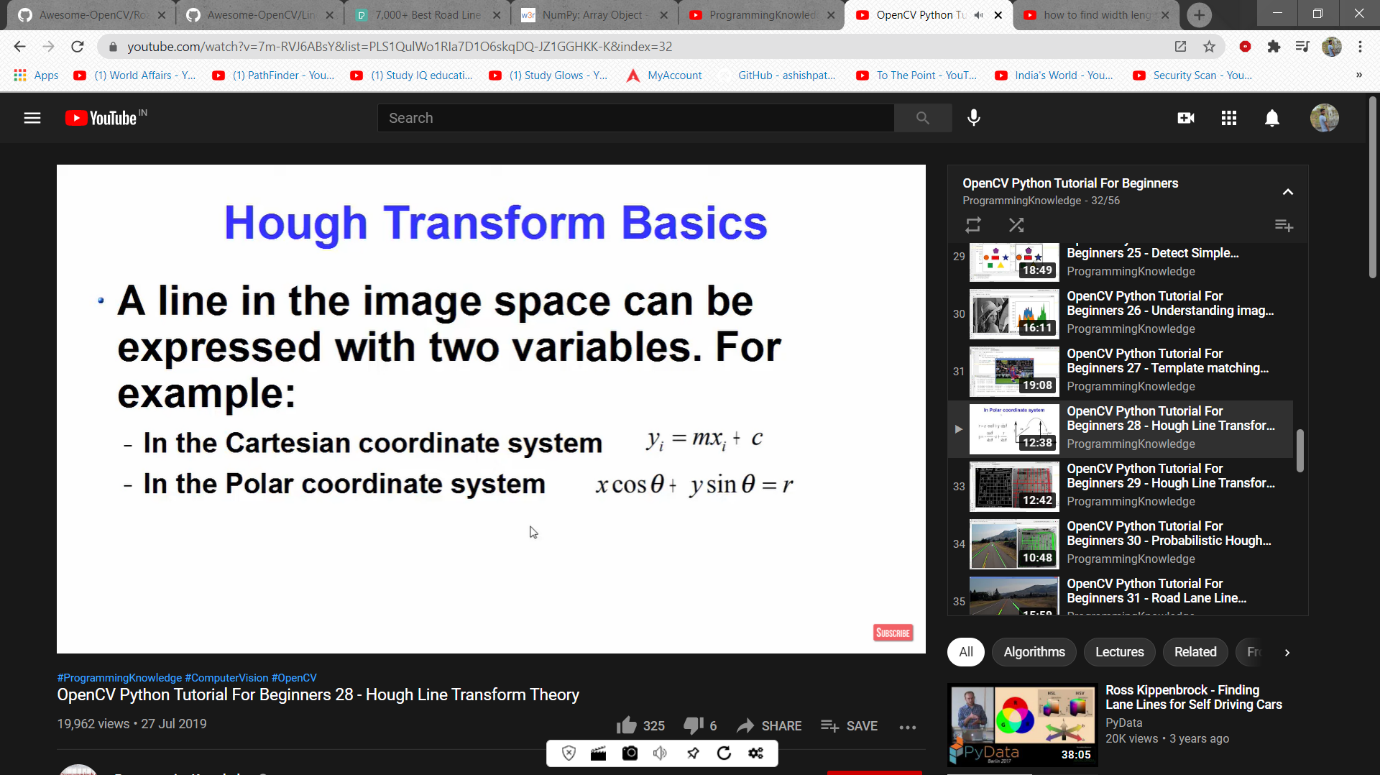 Awesome-OpenCV/Ro
Awesome-OpenCV/Lin
7,000+ Best Road Line
w3r
NumPy: Array Object -
ProgrammingKnowled
OpenCV Python Tu
how to find width leng
youtube.com/watch?v=7m-RVJ6ABsY&list=PLS1QulWo1RIa7D1O6skqDQ-JZ1GGHKK-K&index=32
Apps
(1) World Affairs - Y...
(1) PathFinder - You...
(1) Study IQ educati...
(1) Study Glows - Y...
MyAccount
GitHub - ashishpat...
To The Point - YouT...
India's World - You...
Security Scan - You...
»
YouTube IN
Search
Hough Transform Basics
· A line in the image space can be
expressed with two variables. For
example:
- In the Cartesian coordinate system yᵢ = mxᵢ + c
- In the Polar coordinate system x cos θ + y sin θ = r
SUBSCRIBE
#ProgrammingKnowledge #ComputerVision #OpenCV
OpenCV Python Tutorial For Beginners 28 - Hough Line Transform Theory
19,962 views • 27 Jul 2019
325
6
SHARE
SAVE
OpenCV Python Tutorial For Beginners
ProgrammingKnowledge - 32/56
29
18:49
Beginners 25 - Detect Simple...
ProgrammingKnowledge
30
16:11
OpenCV Python Tutorial For
Beginners 26 - Understanding imag...
ProgrammingKnowledge
31
19:08
OpenCV Python Tutorial For
Beginners 27 - Template matching...
ProgrammingKnowledge
In Polar coordinate system
12:38
OpenCV Python Tutorial For
Beginners 28 - Hough Line Transfor...
ProgrammingKnowledge
33
12:42
OpenCV Python Tutorial For
Beginners 29 - Hough Line Transfor...
ProgrammingKnowledge
34
10:48
OpenCV Python Tutorial For
Beginners 30 - Probabilistic Hough...
ProgrammingKnowledge
35
15:59
OpenCV Python Tutorial For
Beginners 31 - Road Lane Line...
All
Algorithms
Lectures
Related
Fr
PyData
Berlin 2017
38:05
Ross Kippenbrock - Finding
Lane Lines for Self Driving Cars
PyData
20K views • 3 years ago